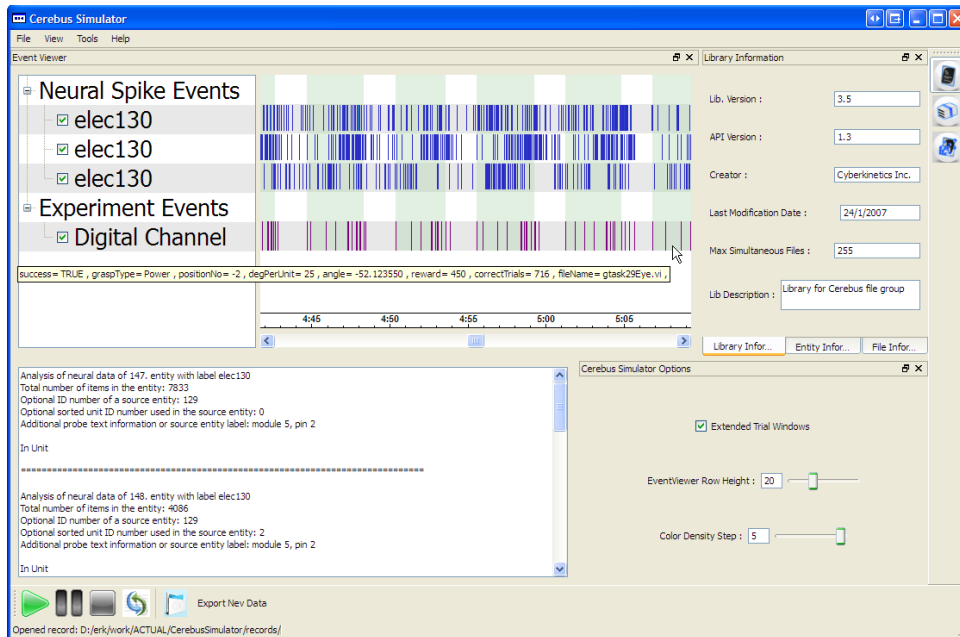 Cerebus Simulator
File View Tools Help
Event Viewer
Neural Spike Events
elec130
elec130
elec130
Experiment Events
Digital Channel
success= TRUE , graspType= Power , positionNo= -2 , degPerUnit= 25 , angle= -52.123550 , reward= 450 , correctTrials= 716 , fileName= gtask29Eye.vi ,
4:45 4:50 4:55 5:00 5:05
Library Information
Lib. Version : 3.5
API Version : 1.3
Creator : Cyberkinetics Inc.
Last Modification Date : 24/1/2007
Max Simultaneous Files : 255
Lib Description : Library for Cerebus file group
Library Infor... Entity Infor... File Infor...
Analysis of neural data of 147. entity with label elec130
Total number of items in the entity: 7833
Optional ID number of a source entity: 129
Optional sorted unit ID number used in the source entity: 0
Additional probe text information or source entity label: module 5, pin 2
In Unit
==============================================================================
Analysis of neural data of 148. entity with label elec130
Total number of items in the entity: 4086
Optional ID number of a source entity: 129
Optional sorted unit ID number used in the source entity: 2
Additional probe text information or source entity label: module 5, pin 2
In Unit
Cerebus Simulator Options
Extended Trial Windows
EventViewer Row Height : 20
Color Density Step : 5
Export Nev Data
Opened record: D:/erk/work/ACTUAL/CerebusSimulator/records/